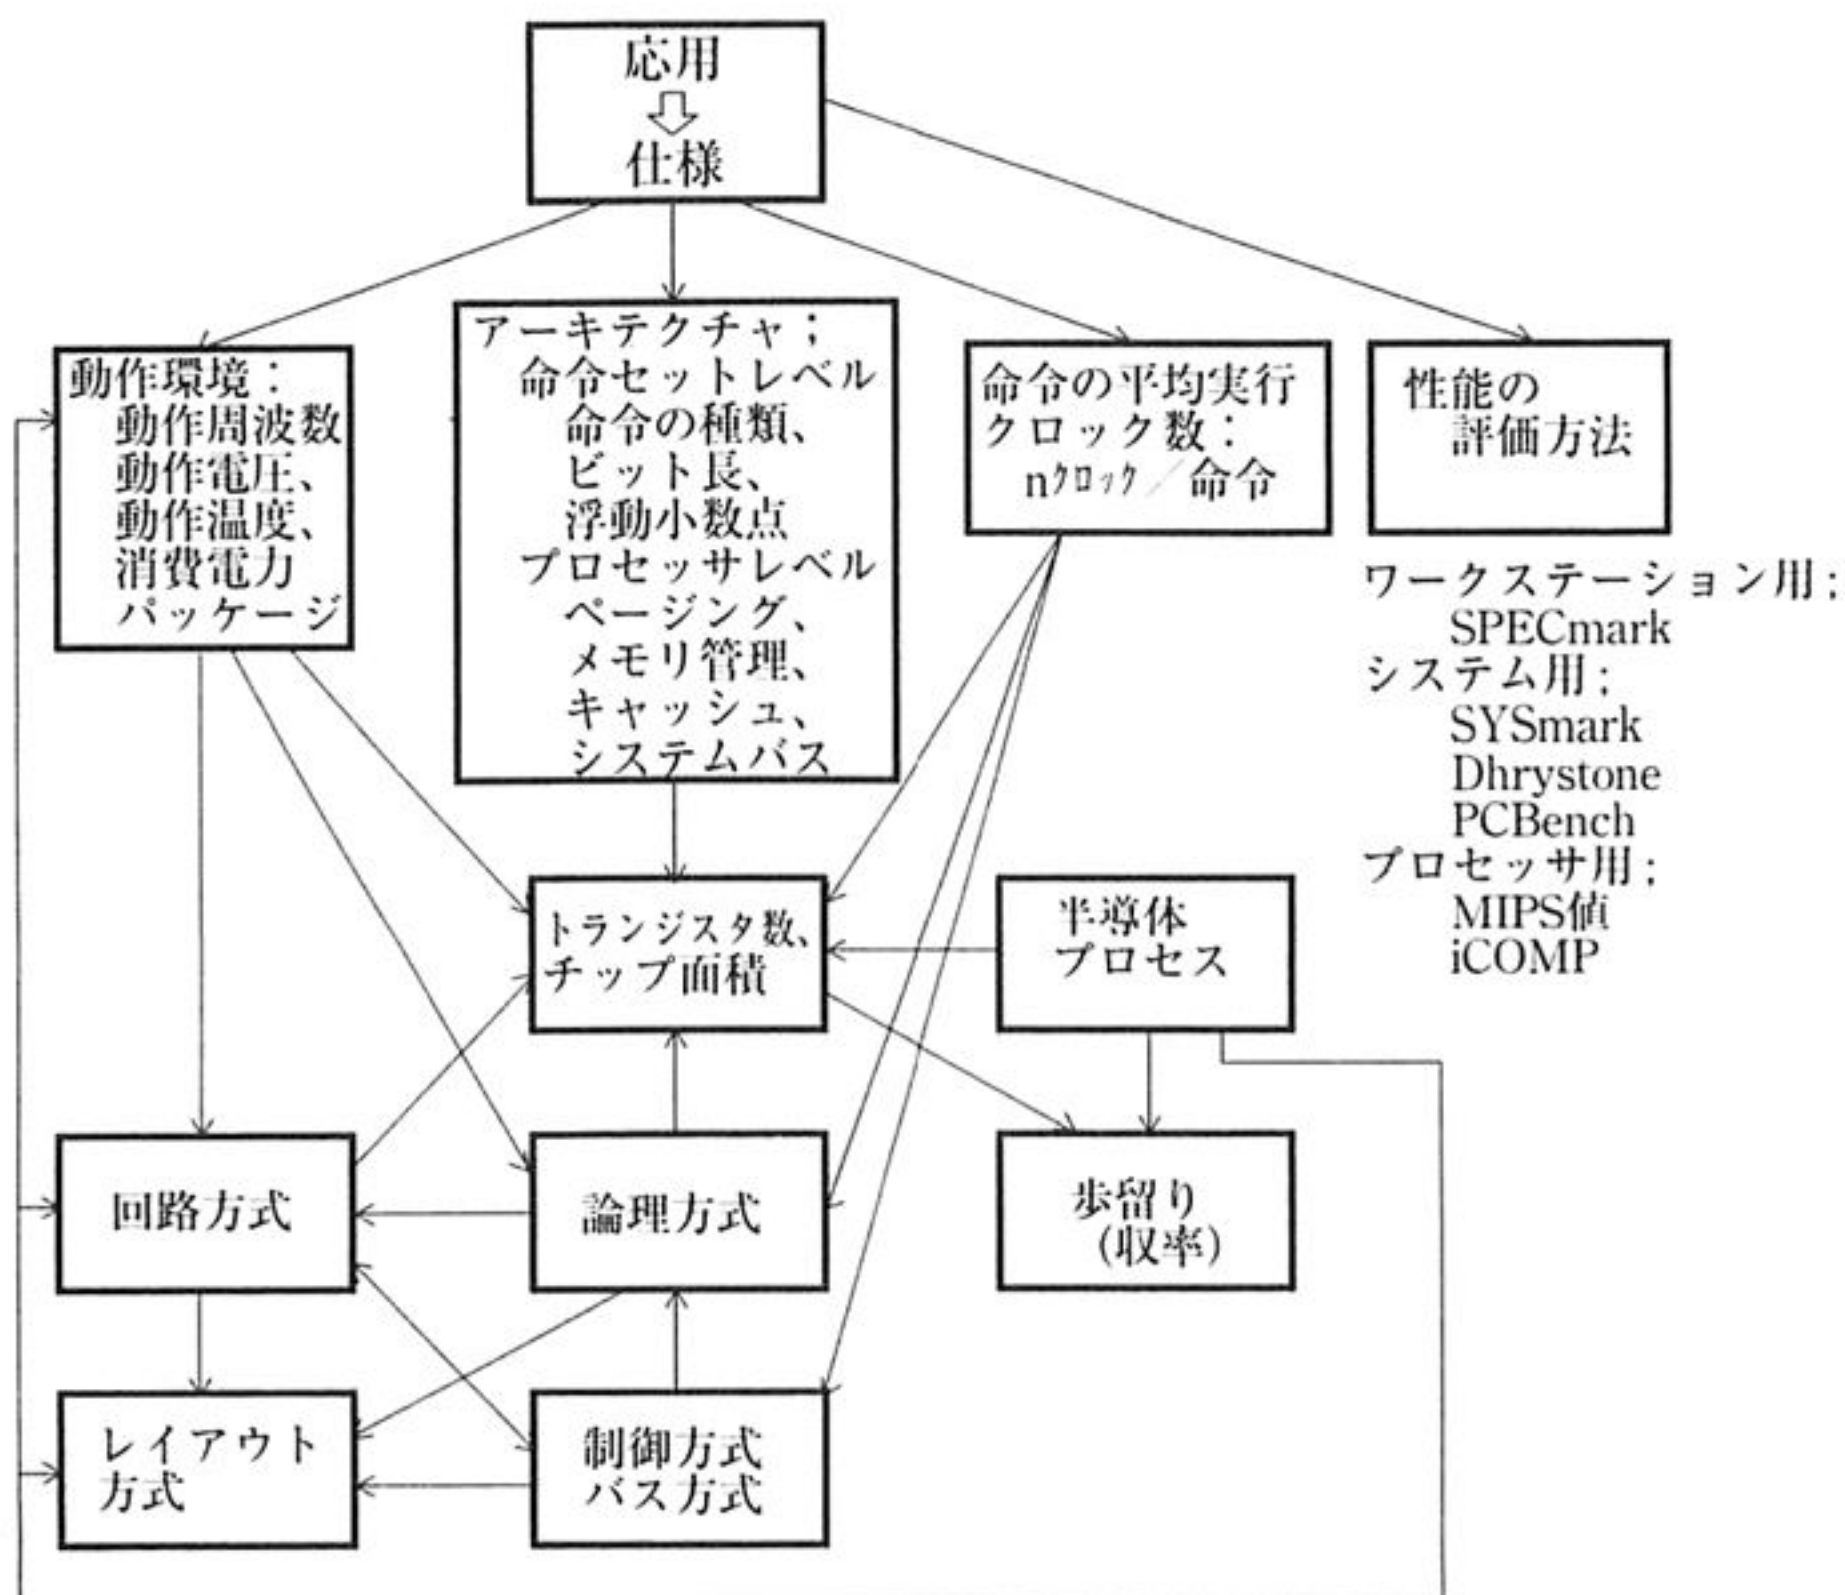 応用
仕様
動作環境：
動作周波数
動作電圧、
動作温度、
消費電力
パッケージ
アーキテクチャ；
命令セットレベル
命令の種類、
ビット長、
浮動小数点
プロセッサレベル
ページング、
メモリ管理、
キャッシュ、
システムバス
命令の平均実行
クロック数：
nｸﾛｯｸ／命令
性能の
評価方法
ワークステーション用；
SPECmark
システム用；
SYSmark
Dhrystone
PCBench
プロセッサ用；
MIPS値
iCOMP
トランジスタ数、
チップ面積
半導体
プロセス
回路方式
論理方式
歩留り
（収率）
レイアウト
方式
制御方式
バス方式